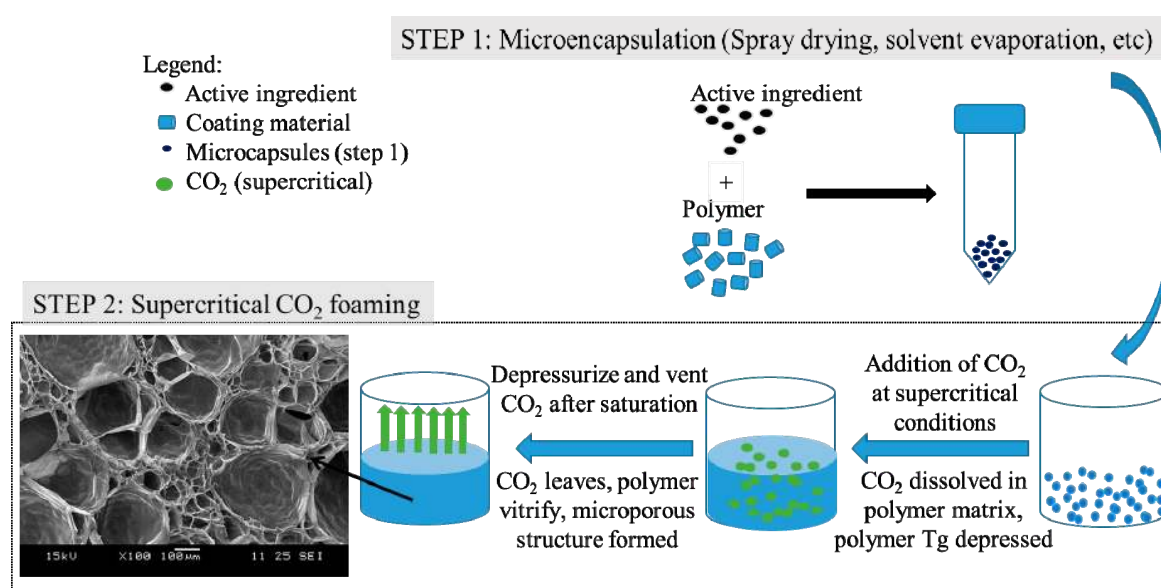 STEP 1: Microencapsulation (Spray drying, solvent evaporation, etc)
Legend:
Active ingredient
Coating material
Microcapsules (step 1)
CO₂ (supercritical)
Active ingredient
+
Polymer
STEP 2: Supercritical CO₂ foaming
Depressurize and vent
CO₂ after saturation
CO₂ leaves, polymer
vitrify, microporous
structure formed
Addition of CO₂
at supercritical
conditions
CO₂ dissolved in
polymer matrix,
polymer Tg depressed
15kV X100 100μm 11 25 SEI